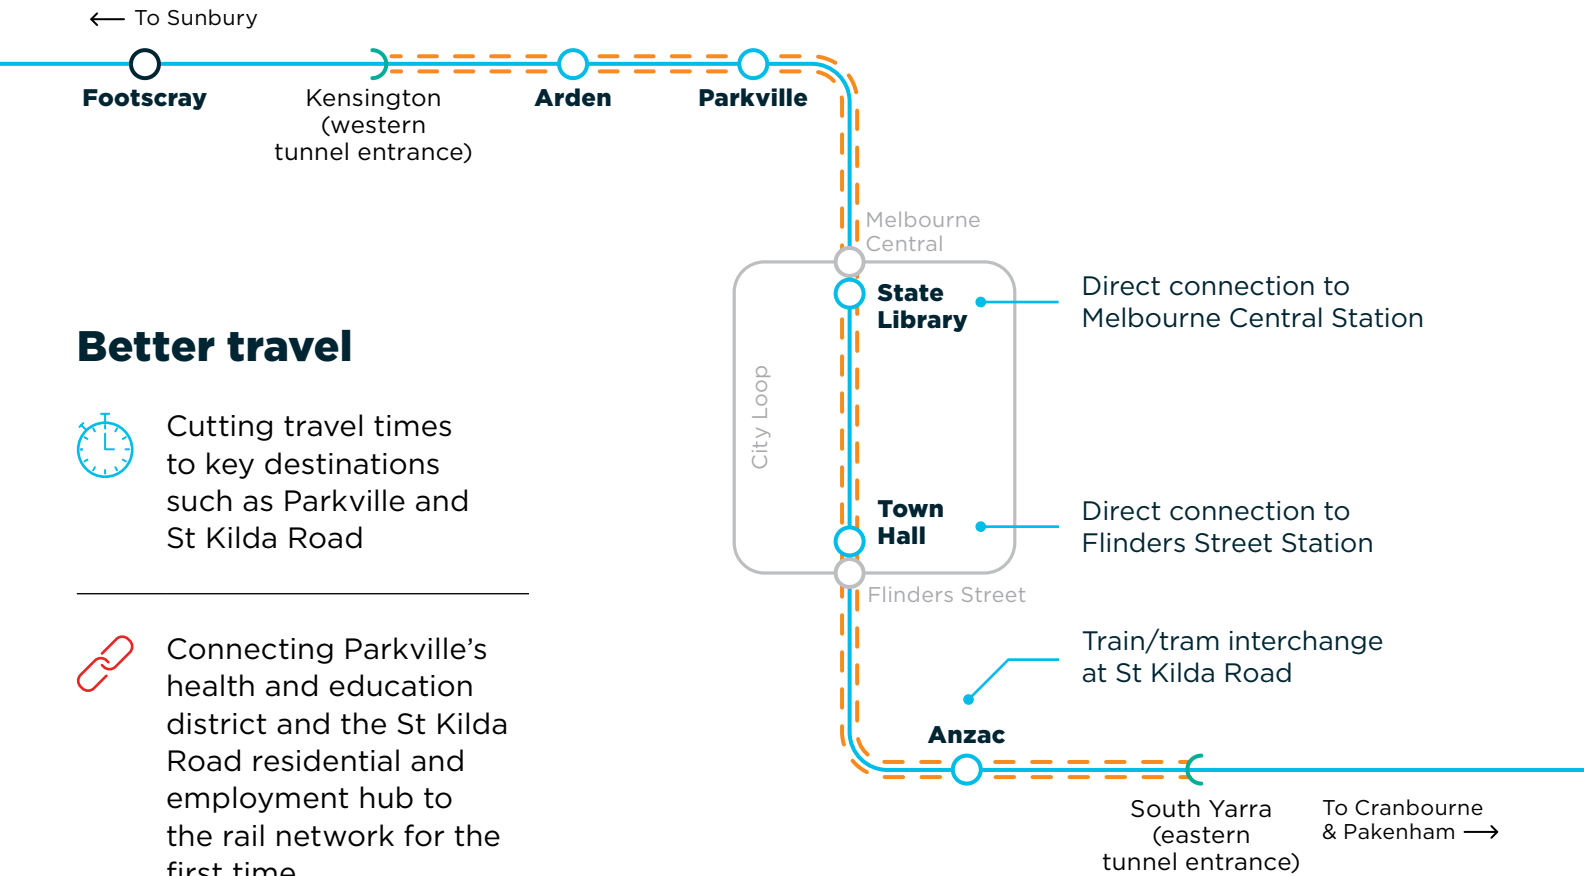 To Sunbury
Footscray
Kensington
(western
tunnel entrance)
Arden
Parkville
Melbourne
Central
State
Library
Direct connection to
Melbourne Central Station
City Loop
Town
Hall
Direct connection to
Flinders Street Station
Flinders Street
Train/tram interchange
at St Kilda Road
Anzac
South Yarra
(eastern
tunnel entrance)
To Cranbourne
& Pakenham
Better travel
Cutting travel times
to key destinations
such as Parkville and
St Kilda Road
Connecting Parkville’s
health and education
district and the St Kilda
Road residential and
employment hub to
the rail network for the
first time